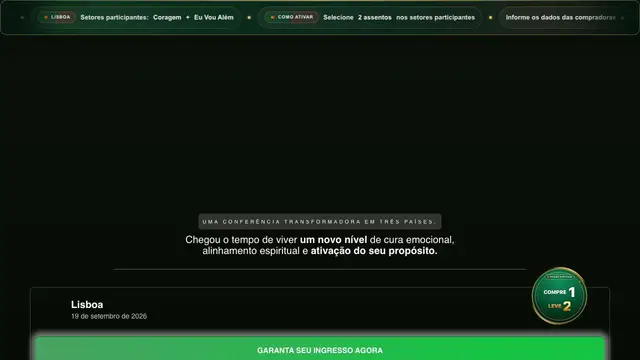 LISBOA Setores participantes: Coragem + Eu Vou Além
COMO ATIVAR Selecione 2 assentos nos setores participantes
Informe os dados das compradoras
UMA CONFERÊNCIA TRANSFORMADORA EM TRÊS PAÍSES.
Chegou o tempo de viver um novo nível de cura emocional,
alinhamento espiritual e ativação do seu propósito.
COMPRE 1
LEVE 2
Lisboa
19 de setembro de 2026
GARANTA SEU INGRESSO AGORA